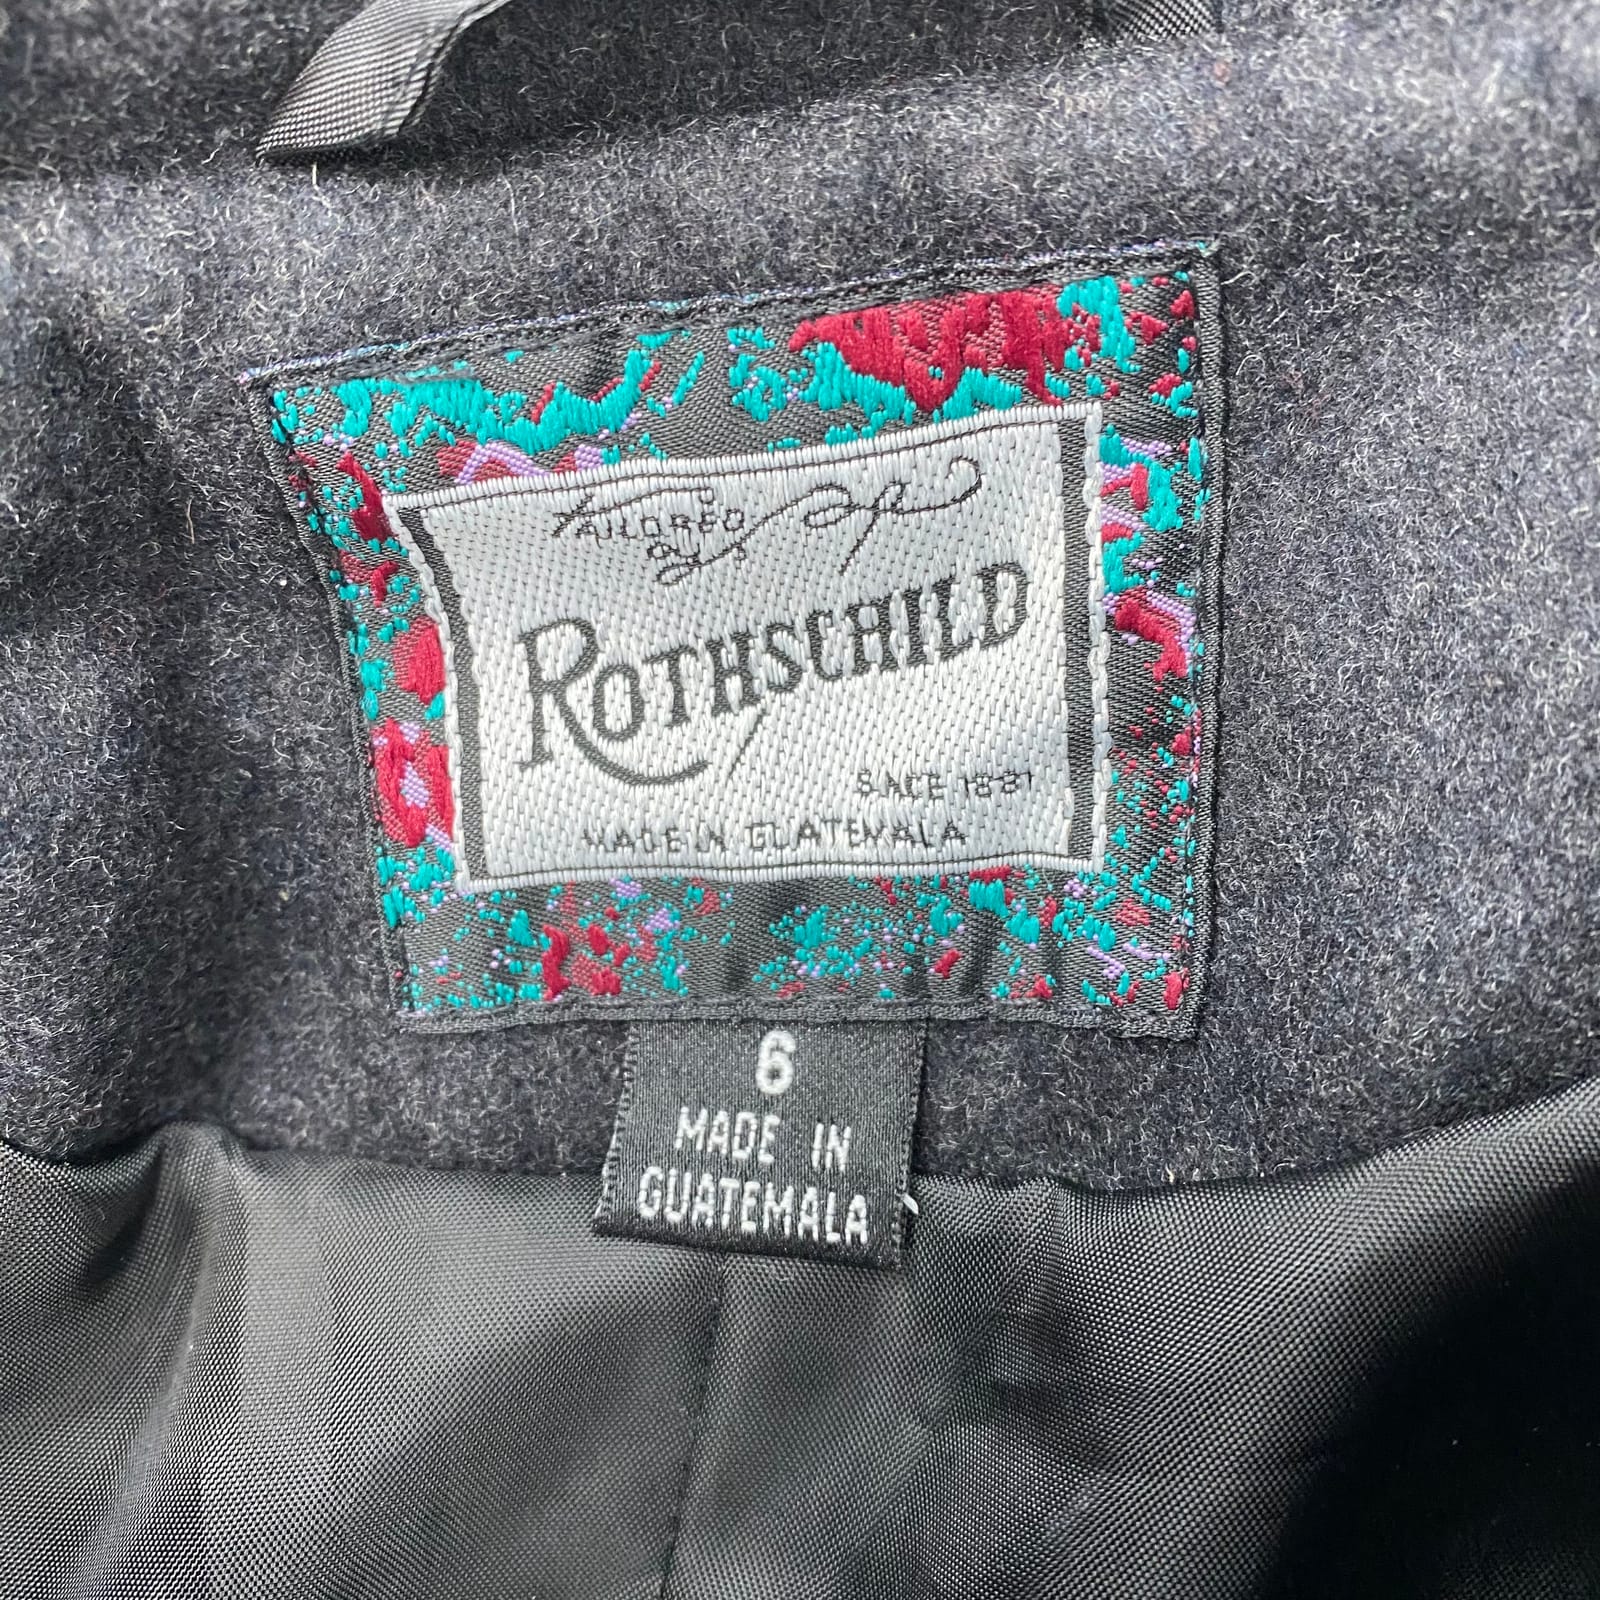 TAILORED
By
ROTHSCHILD
SINCE 1881
MADE IN GUATEMALA
6
MADE IN
GUATEMALA